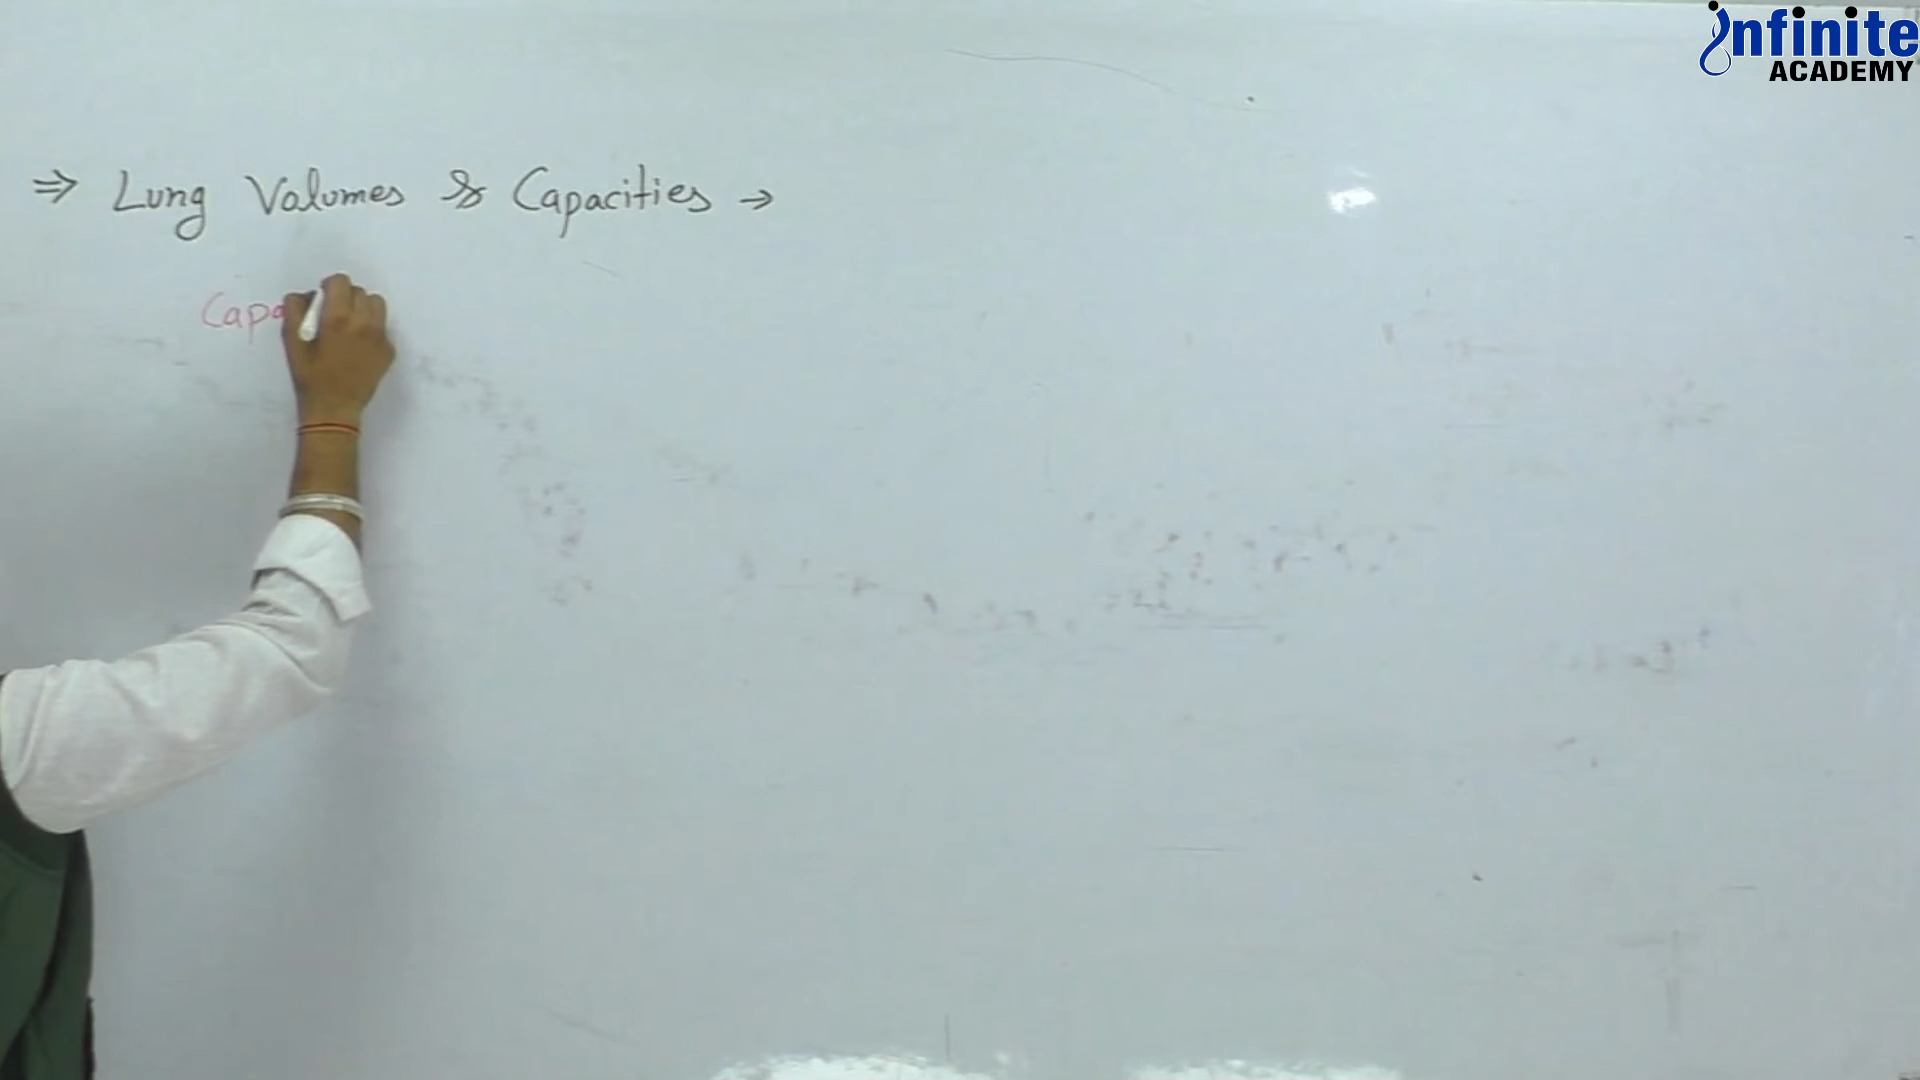 infinite
ACADEMY
⇒ Lung Volumes & Capacities →
Capa